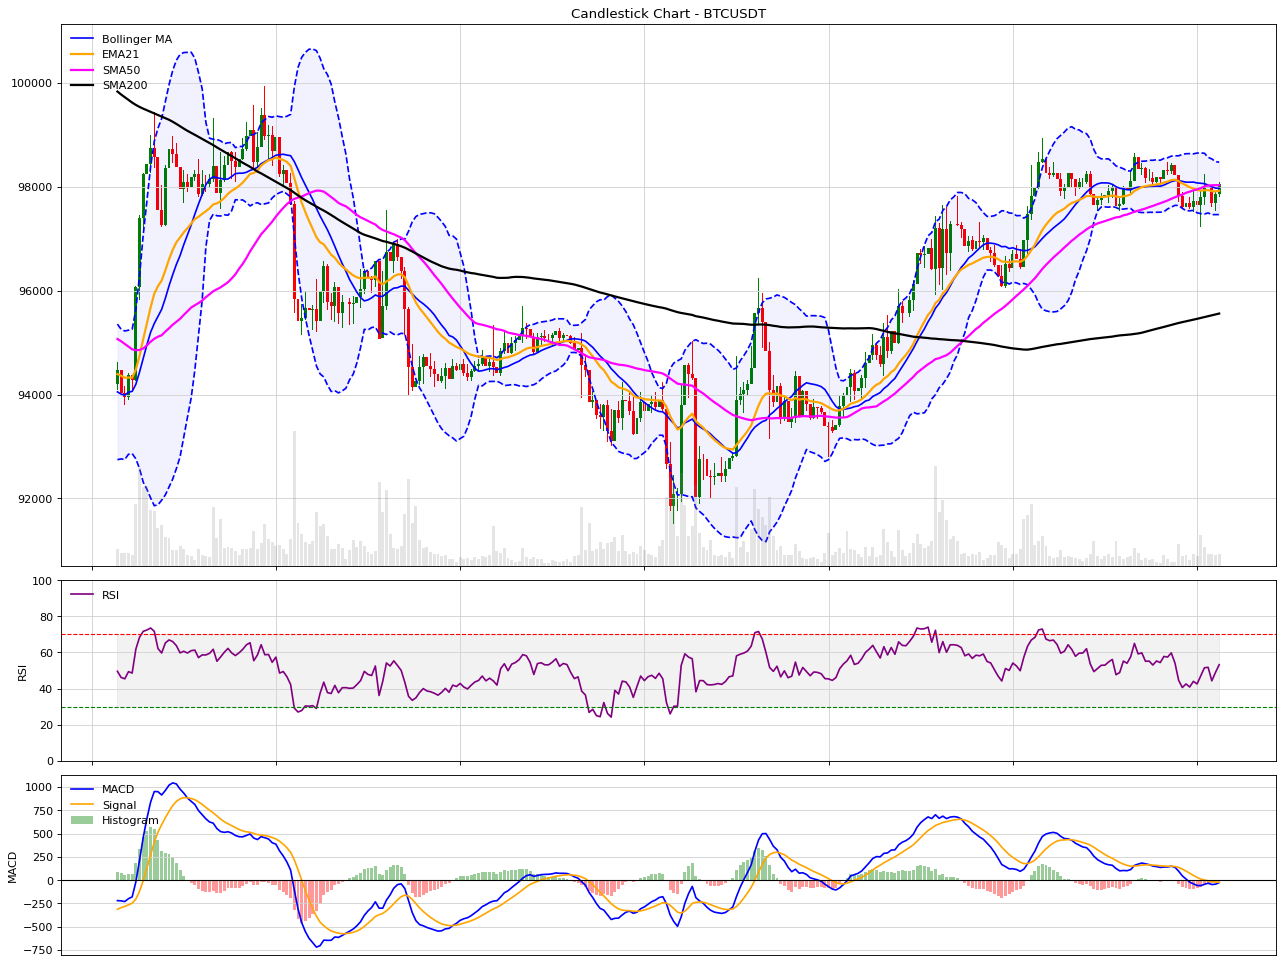 Candlestick Chart - BTCUSDT
Bollinger MA
EMA21
SMA50
SMA200
100000
98000
96000
94000
92000
RSI
100
80
60
40
20
0
RSI
MACD
Signal
Histogram
1000
750
500
250
0
−250
−500
−750
MACD